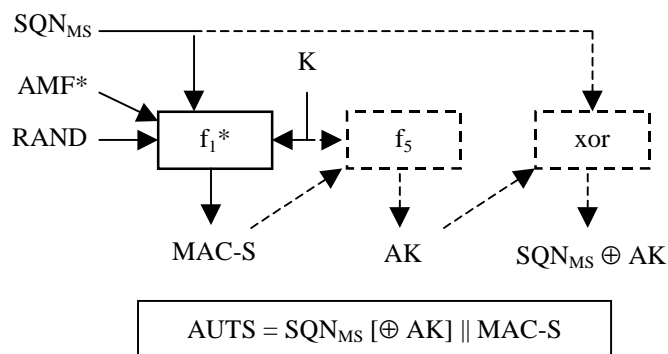 SQN_MS
K
AMF*
RAND
f_1*
f_5
xor
MAC-S
AK
SQN_MS ⊕ AK
AUTS = SQN_MS [⊕ AK] || MAC-S